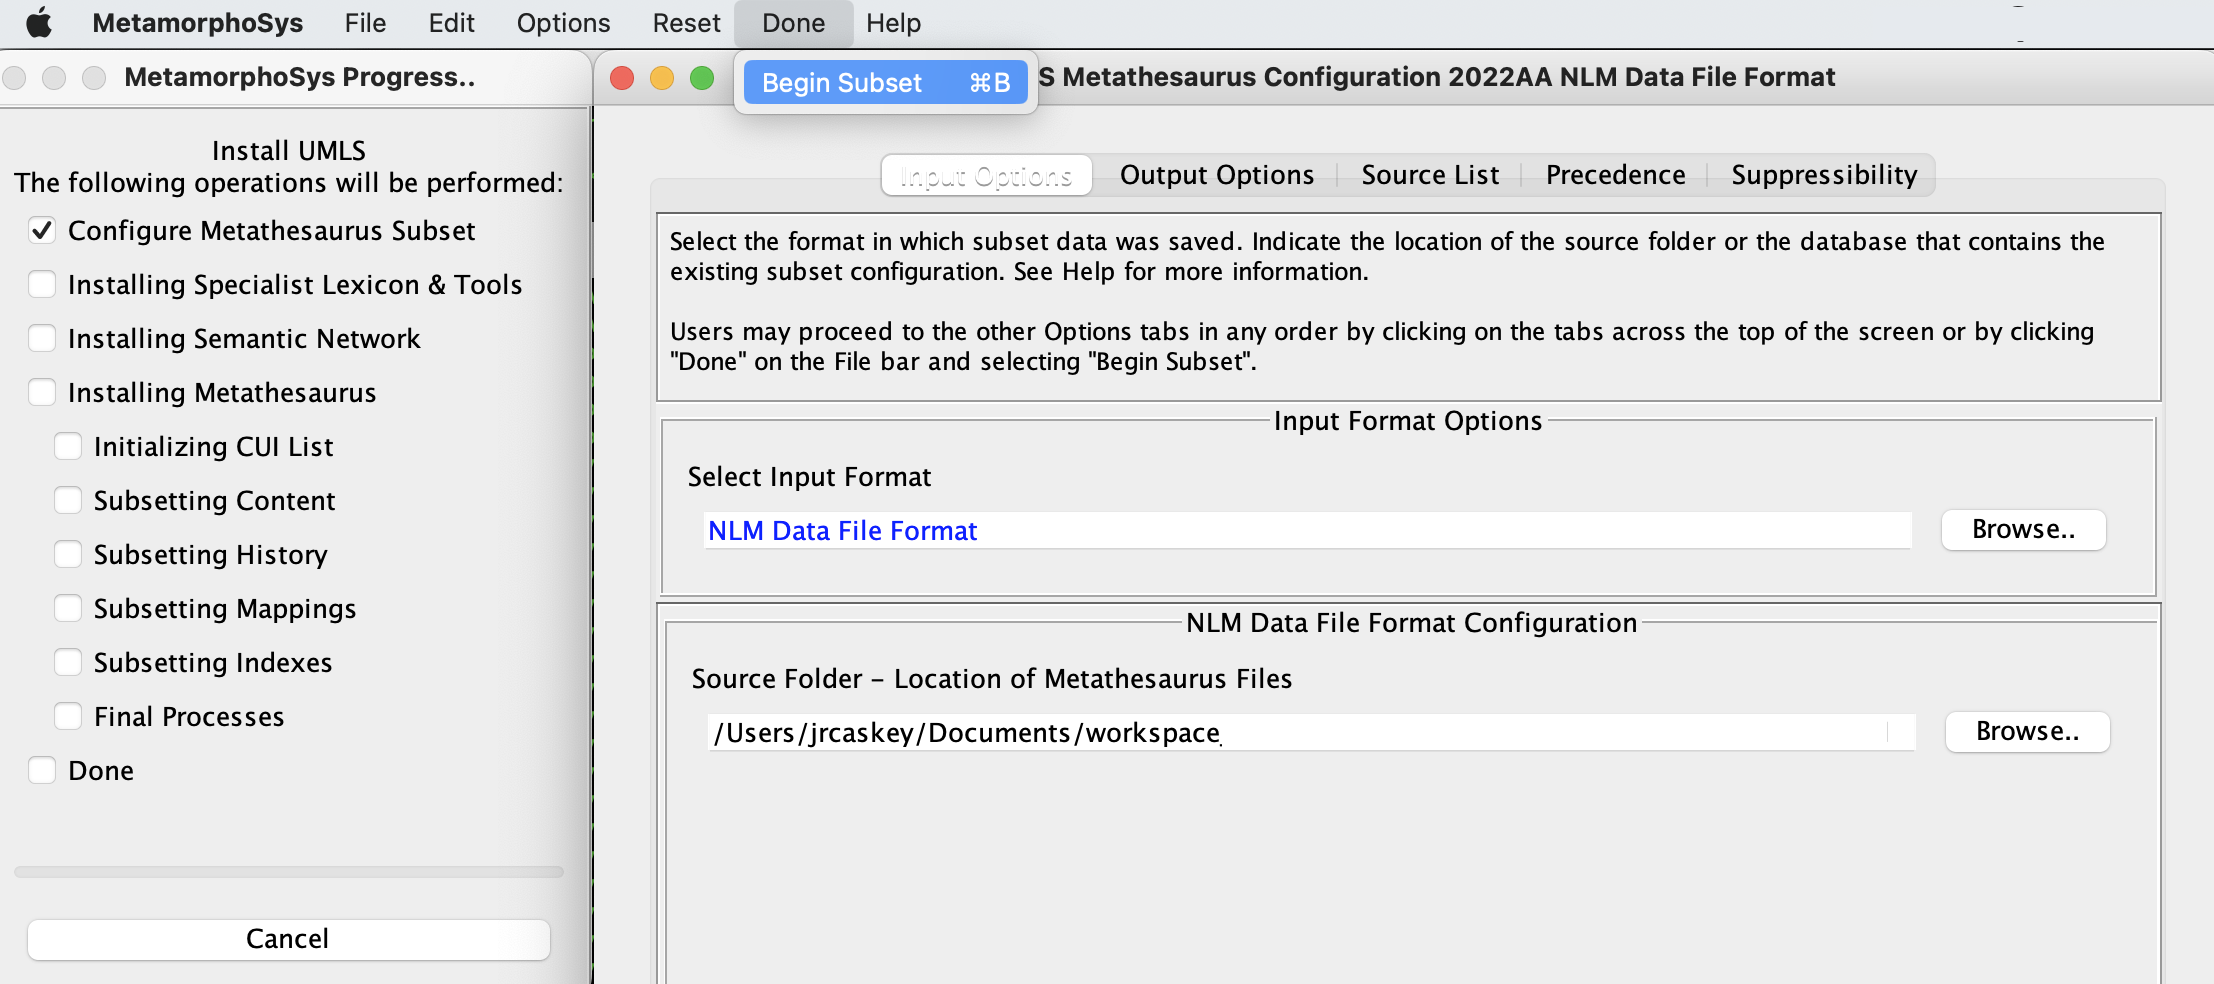 MetamorphoSys File Edit Options Reset Done Help
MetamorphoSys Progress..
Begin Subset ⌘B
S Metathesaurus Configuration 2022AA NLM Data File Format
Install UMLS
The following operations will be performed:
Configure Metathesaurus Subset
Installing Specialist Lexicon & Tools
Installing Semantic Network
Installing Metathesaurus
Initializing CUI List
Subsetting Content
Subsetting History
Subsetting Mappings
Subsetting Indexes
Final Processes
Done
Cancel
Input Options Output Options Source List Precedence Suppressibility
Select the format in which subset data was saved. Indicate the location of the source folder or the database that contains the
existing subset configuration. See Help for more information.
Users may proceed to the other Options tabs in any order by clicking on the tabs across the top of the screen or by clicking
"Done" on the File bar and selecting "Begin Subset".
Input Format Options
Select Input Format
NLM Data File Format Browse..
NLM Data File Format Configuration
Source Folder – Location of Metathesaurus Files
/Users/jrcaskey/Documents/workspace Browse..